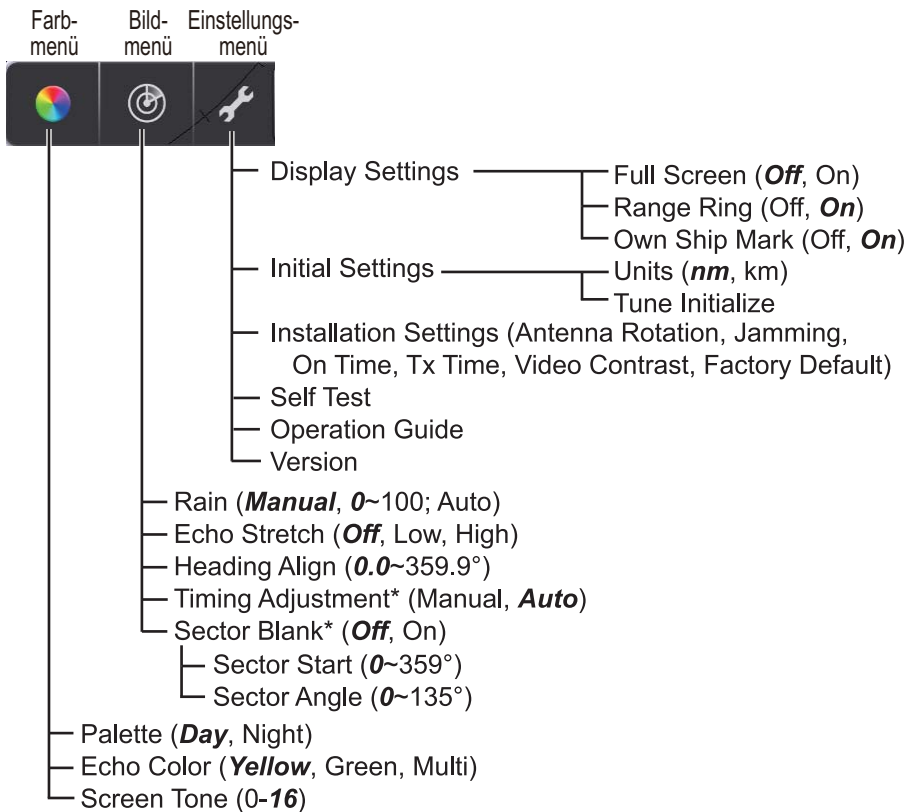 Farb-
menü
Bild-
menü
Einstellungs-
menü
Display Settings
Full Screen (Off, On)
Range Ring (Off, On)
Own Ship Mark (Off, On)
Initial Settings
Units (nm, km)
Tune Initialize
Installation Settings (Antenna Rotation, Jamming,
On Time, Tx Time, Video Contrast, Factory Default)
Self Test
Operation Guide
Version
Rain (Manual, 0~100; Auto)
Echo Stretch (Off, Low, High)
Heading Align (0.0~359.9°)
Timing Adjustment* (Manual, Auto)
Sector Blank* (Off, On)
Sector Start (0~359°)
Sector Angle (0~135°)
Palette (Day, Night)
Echo Color (Yellow, Green, Multi)
Screen Tone (0-16)